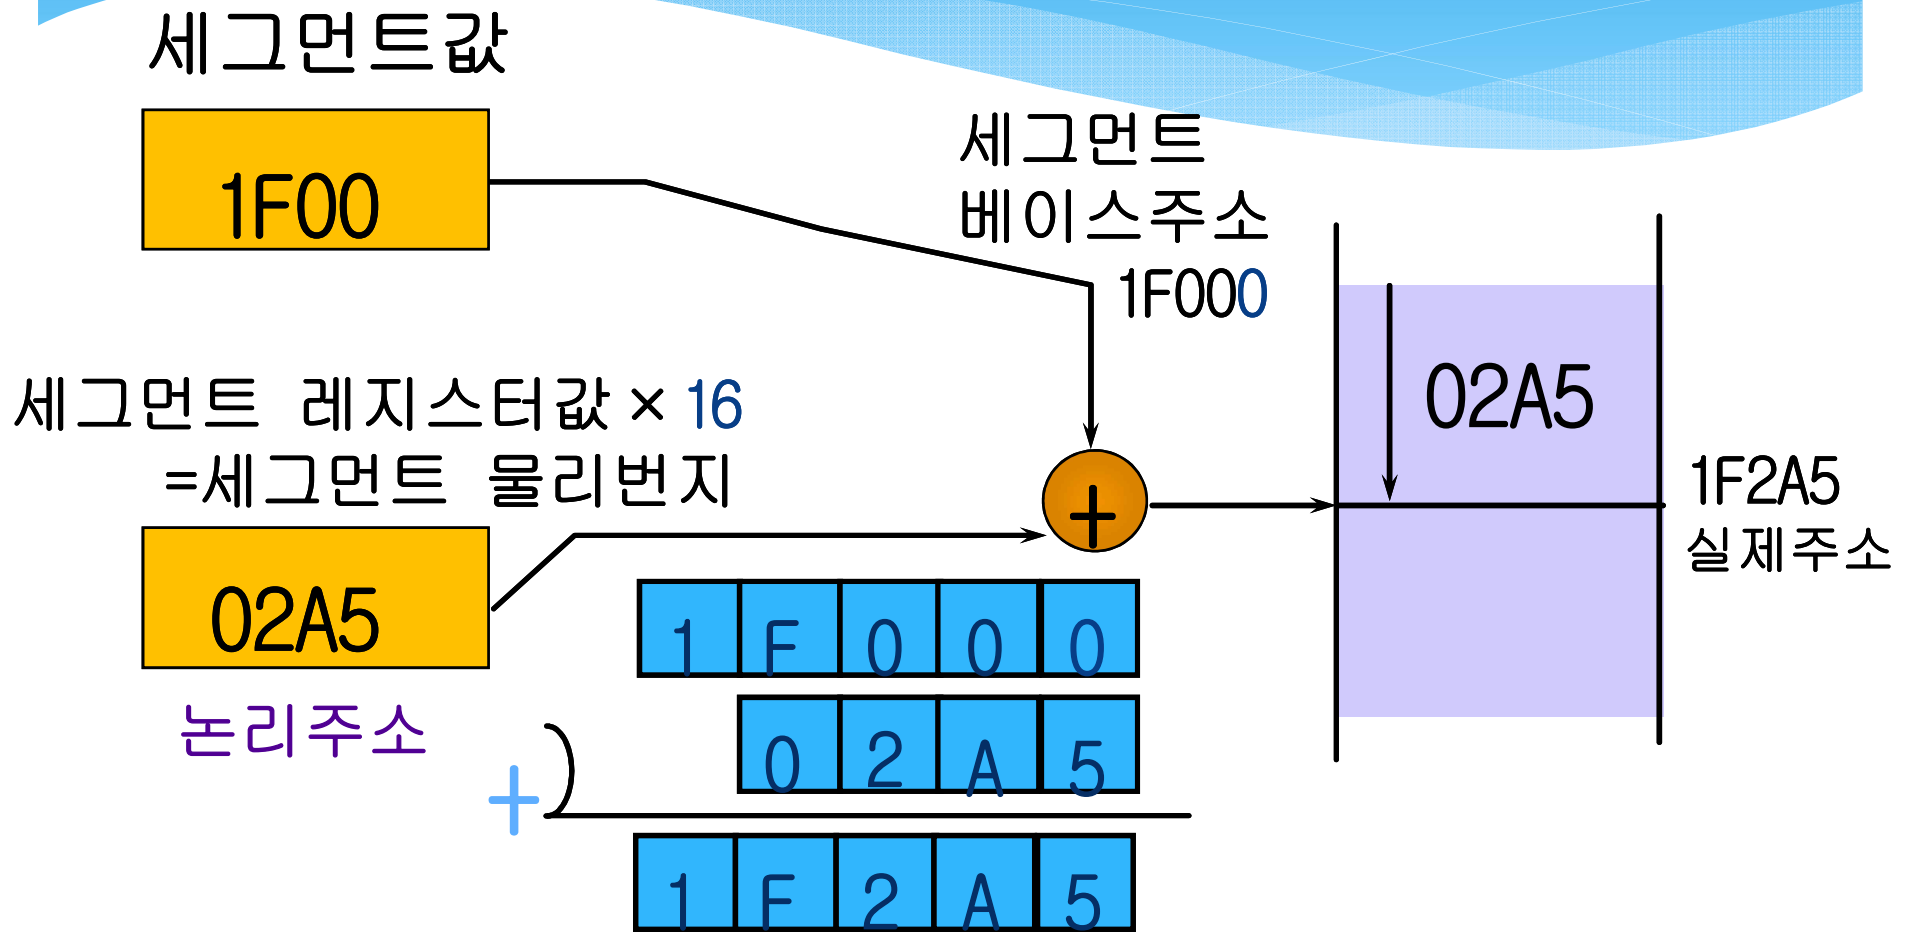 세그먼트값
1F00
세그먼트
베이스주소
1F000
세그먼트 레지스터값 × 16
=세그먼트 물리번지
02A5
논리주소
+
02A5
1F2A5
실제주소
1 F 0 0 0
0 2 A 5
+
1 F 2 A 5